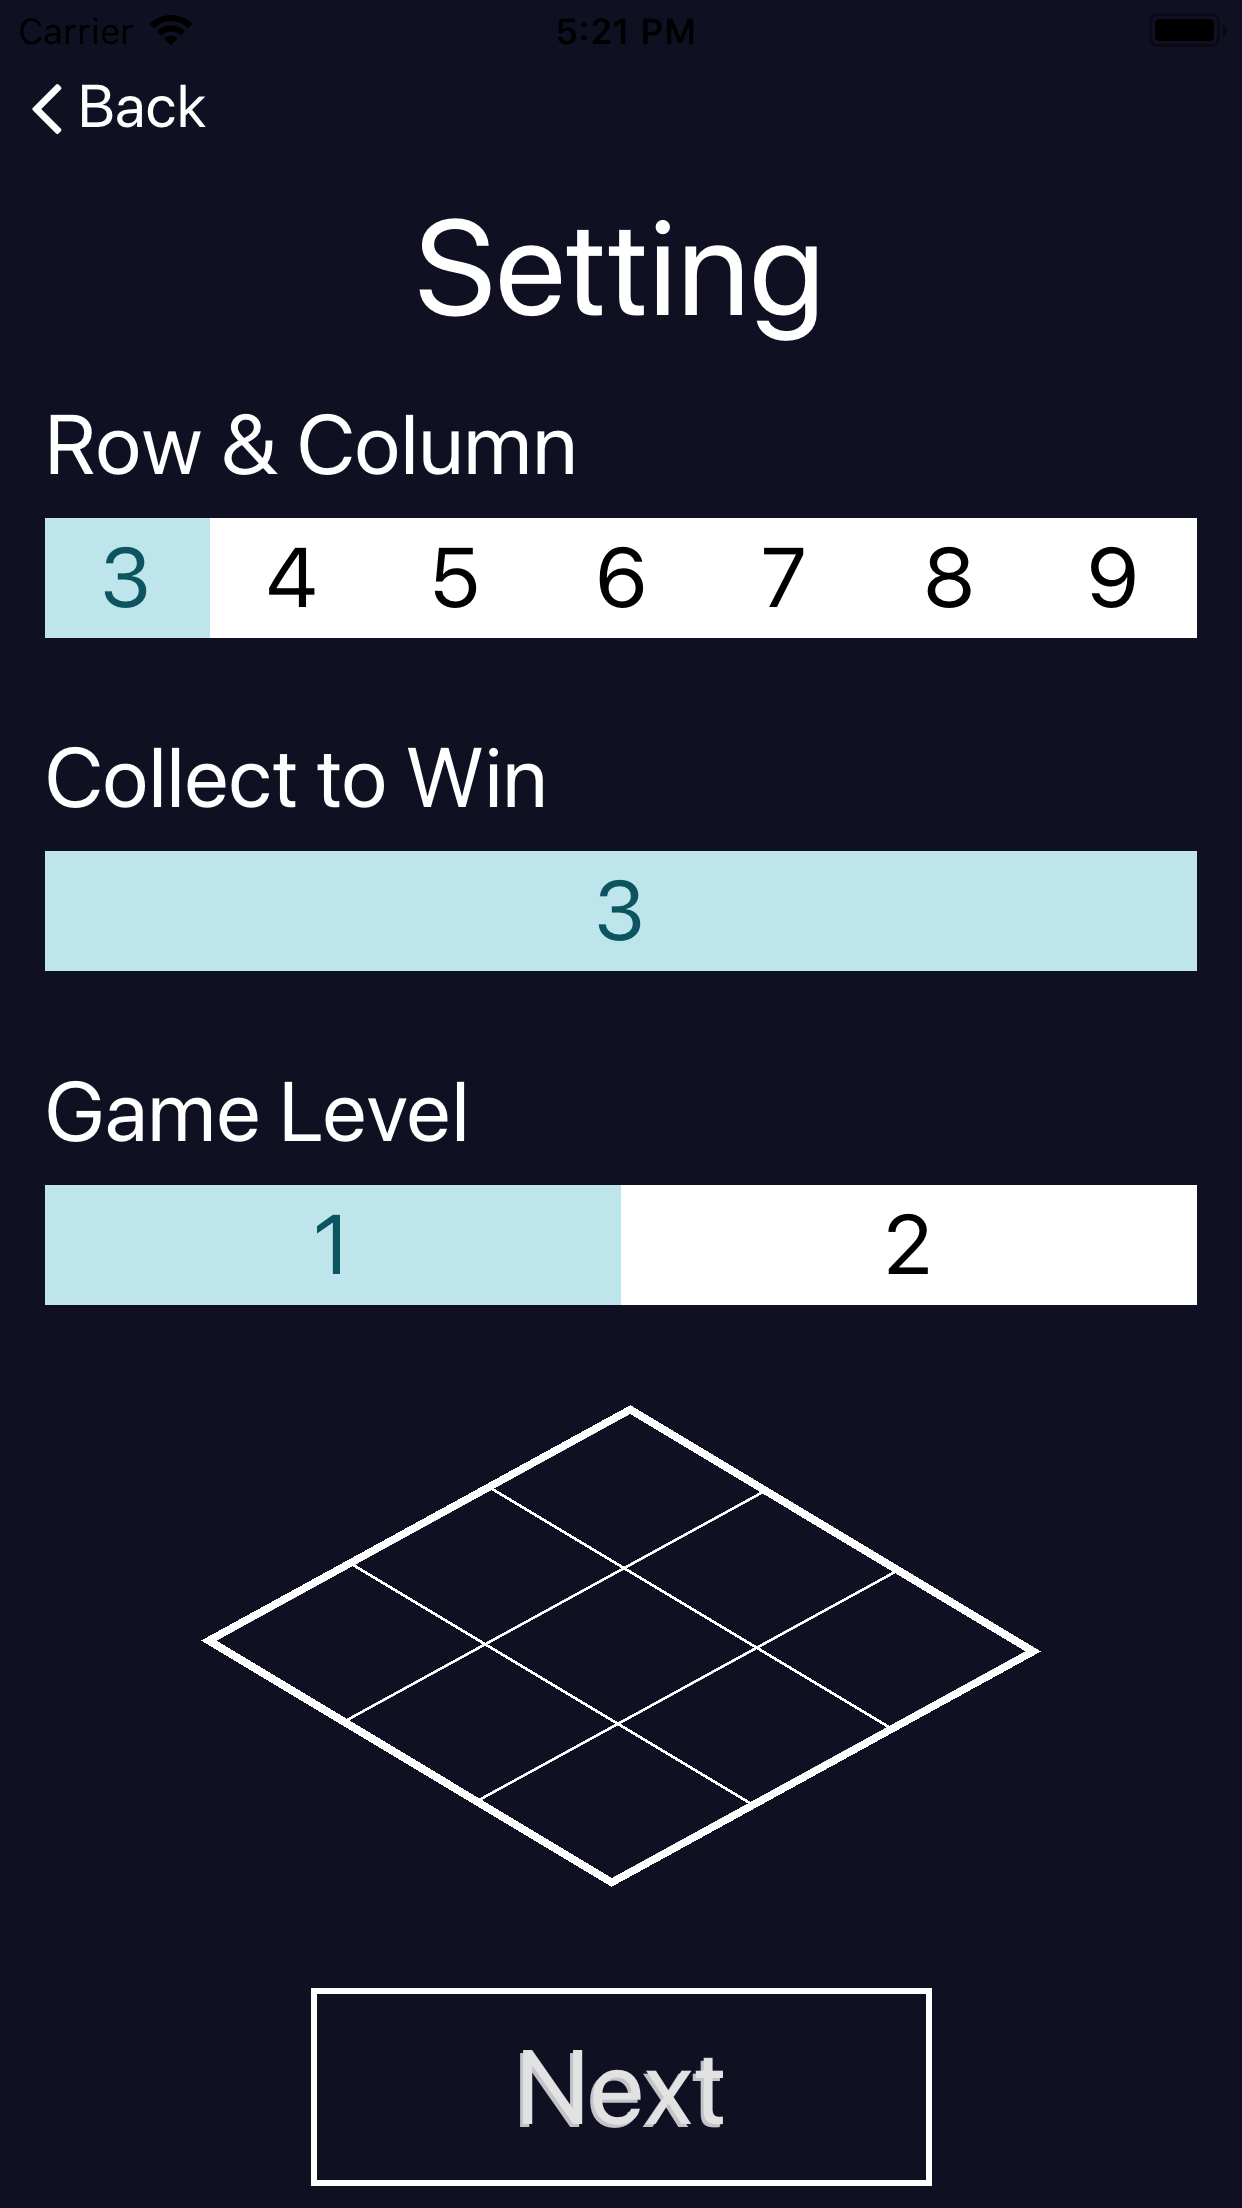 Carrier 5:21 PM
Back
Setting
Row & Column
3 4 5 6 7 8 9
Collect to Win
3
Game Level
1 2
Next